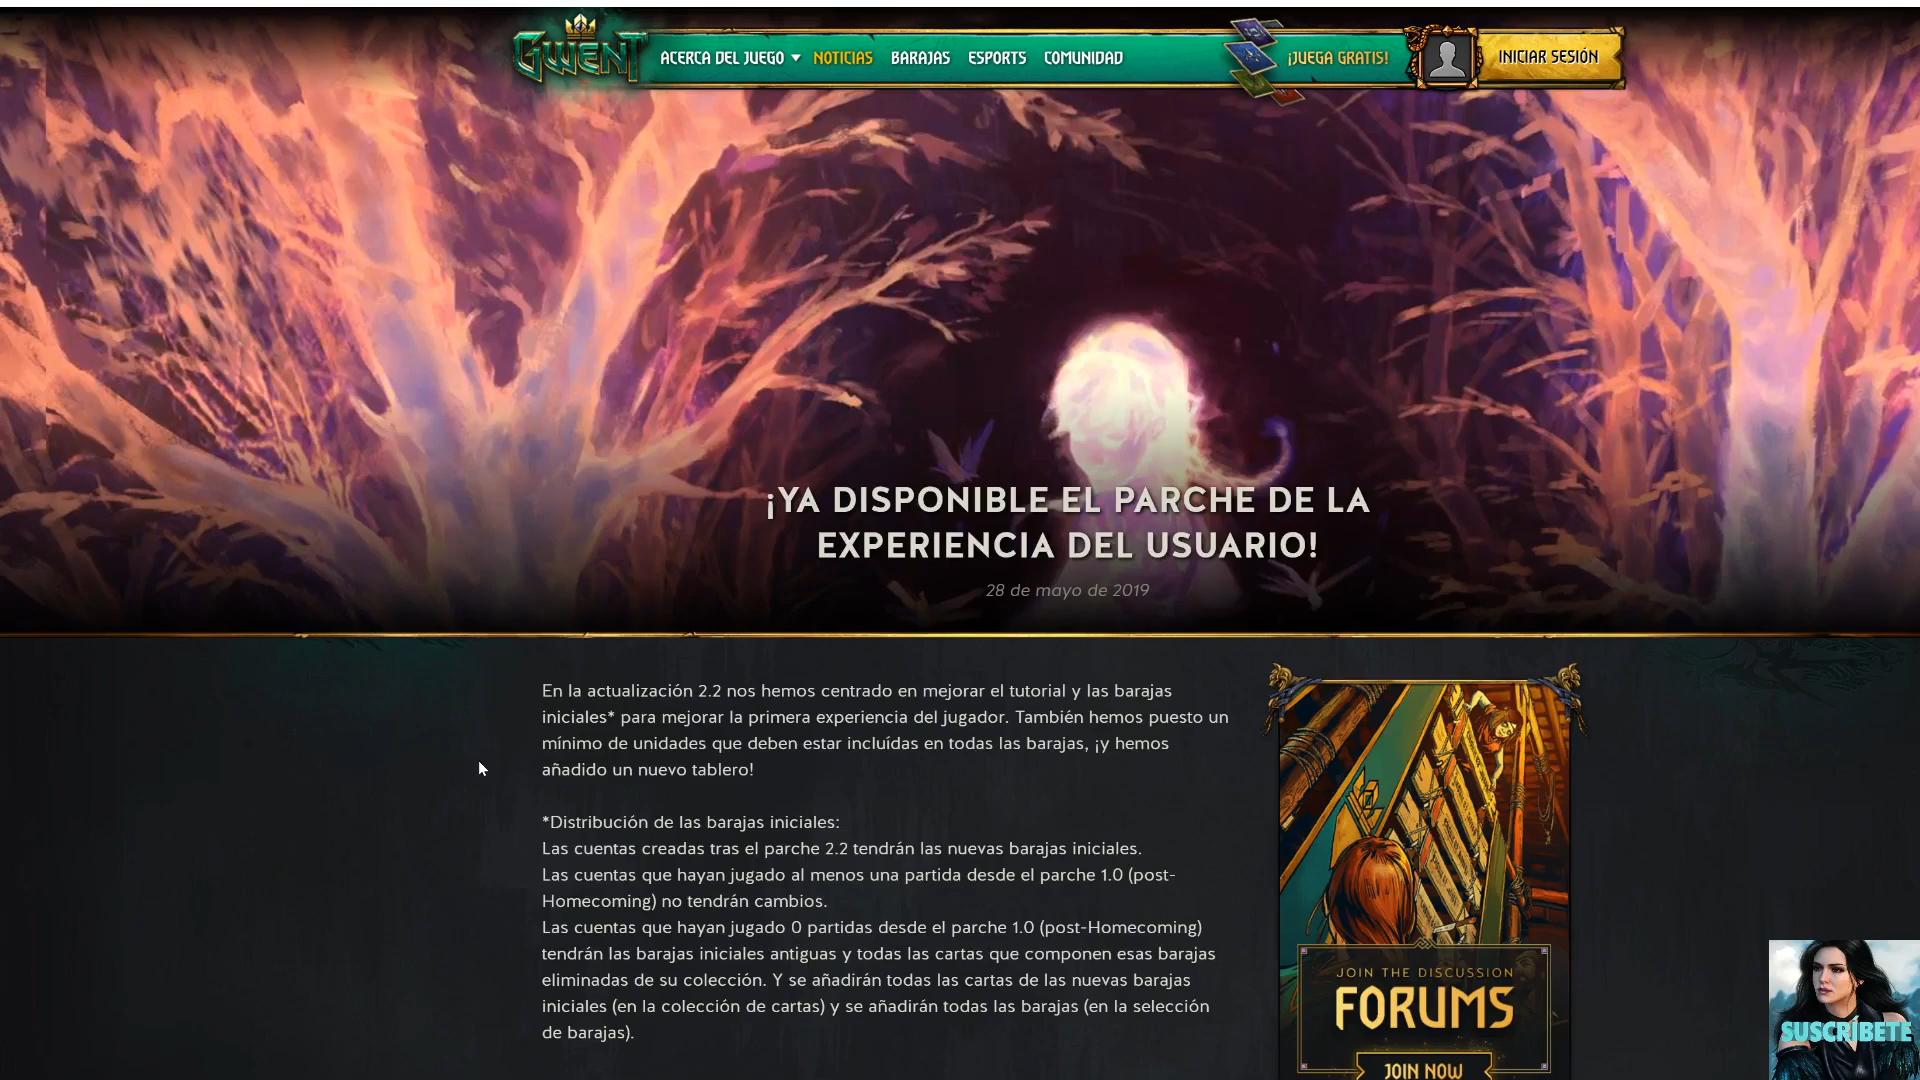 GWENT
ACERCA DEL JUEGO
NOTICIAS
BARAJAS
ESPORTS
COMUNIDAD
¡JUEGA GRATIS!
INICIAR SESIÓN
¡YA DISPONIBLE EL PARCHE DE LA
EXPERIENCIA DEL USUARIO!
28 de mayo de 2019
En la actualización 2.2 nos hemos centrado en mejorar el tutorial y las barajas
iniciales* para mejorar la primera experiencia del jugador. También hemos puesto un
mínimo de unidades que deben estar incluídas en todas las barajas, ¡y hemos
añadido un nuevo tablero!
*Distribución de las barajas iniciales:
Las cuentas creadas tras el parche 2.2 tendrán las nuevas barajas iniciales.
Las cuentas que hayan jugado al menos una partida desde el parche 1.0 (post-
Homecoming) no tendrán cambios.
Las cuentas que hayan jugado 0 partidas desde el parche 1.0 (post-Homecoming)
tendrán las barajas iniciales antiguas y todas las cartas que componen esas barajas
eliminadas de su colección. Y se añadirán todas las cartas de las nuevas barajas
iniciales (en la colección de cartas) y se añadirán todas las barajas (en la selección
de barajas).
JOIN THE DISCUSSION
FORUMS
JOIN NOW
SUSCRÍBETE